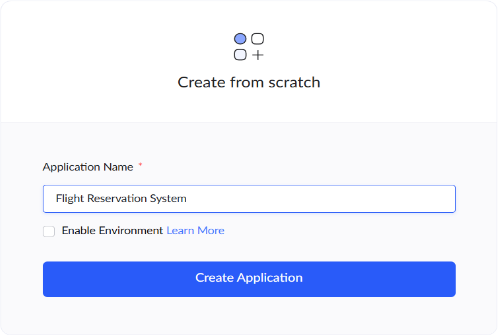 Create from scratch
Application Name *
Flight Reservation System
Enable Environment Learn More
Create Application